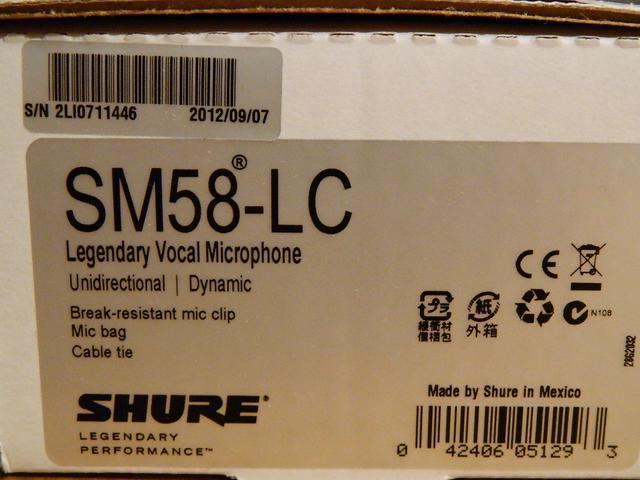 S/N 2LI0711446 2012/09/07
SM58®-LC
Legendary Vocal Microphone
Unidirectional | Dynamic
Break-resistant mic clip
Mic bag
Cable tie
CE
プラ
紙
N108
緩衝材
個梱包
外箱
28G2032
SHURE®
LEGENDARY
PERFORMANCE™
Made by Shure in Mexico
0 42406 05129 3